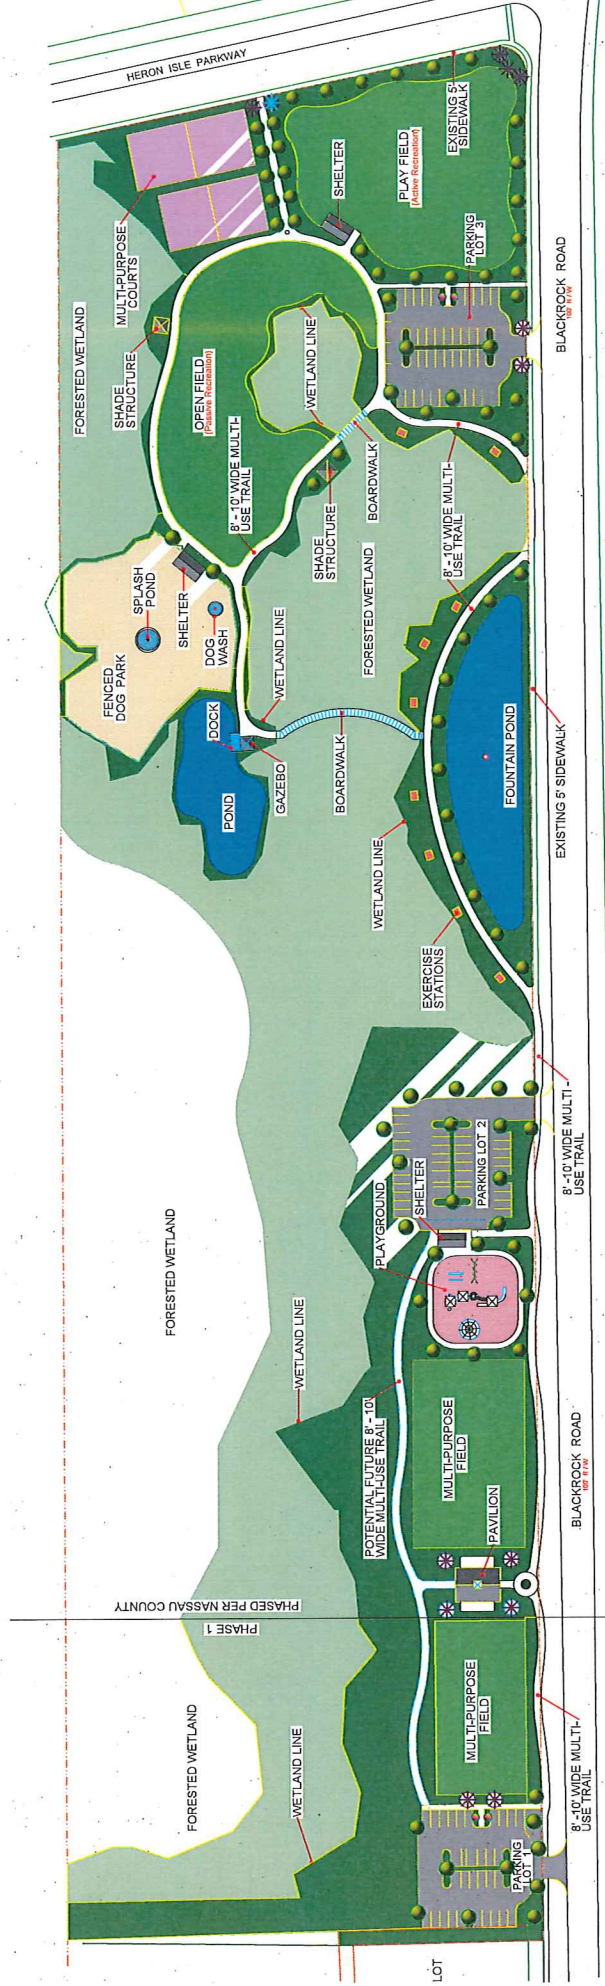 HERON ISLE PARKWAY
MULTI-PURPOSE
COURTS
FORESTED WETLAND
SHADE
STRUCTURE
OPEN FIELD
(Passive Recreation)
WETLAND LINE
SHELTER
PLAY FIELD
(Active Recreation)
EXISTING 5'
SIDEWALK
PARKING
LOT 3
BLACKROCK ROAD
100' R/W
8' - 10' WIDE MULTI-
USE TRAIL
SHADE
STRUCTURE
BOARDWALK
8' - 10' WIDE MULTI-
USE TRAIL
FORESTED WETLAND
FENCED
DOG PARK
SPLASH
POND
SHELTER
DOG
WASH
WETLAND LINE
POND
DOCK
GAZEBO
BOARDWALK
FOUNTAIN POND
EXISTING 5' SIDEWALK
WETLAND LINE
EXERCISE
STATIONS
FORESTED WETLAND
WETLAND LINE
PLAYGROUND
SHELTER
PARKING LOT 2
8' -10' WIDE MULTI -
USE TRAIL
POTENTIAL FUTURE 8' - 10'
WIDE MULTI-USE TRAIL
MULTI-PURPOSE
FIELD
PAVILION
BLACKROCK ROAD
100' R/W
PHASED PER NASSAU COUNTY
PHASE 1
FORESTED WETLAND
WETLAND LINE
MULTI-PURPOSE
FIELD
8' -10' WIDE MULTI-
USE TRAIL
PARKING
LOT 1
LOT